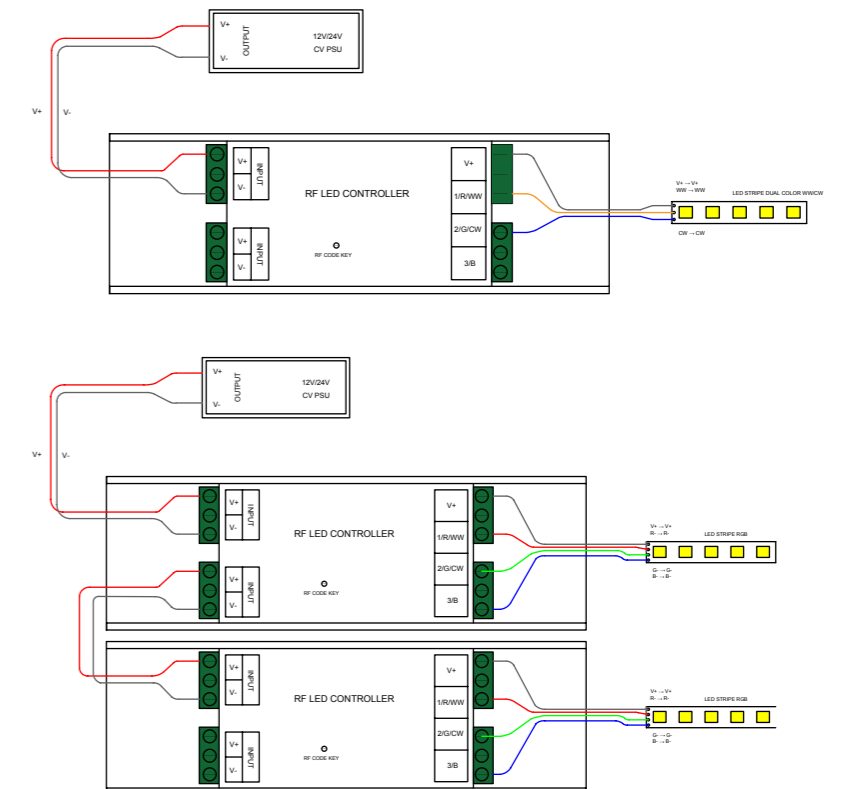 V+
OUTPUT
12V/24V
CV PSU
V-
V+
V-
V+
V-
INPUT
RF LED CONTROLLER
V+
1/R/WW
2/G/CW
3/B
V+
V-
INPUT
RF CODE KEY
V+ → V+
WW → WW
LED STRIPE DUAL COLOR WW/CW
CW → CW
V+
OUTPUT
12V/24V
CV PSU
V-
V+
V-
V+
V-
INPUT
RF LED CONTROLLER
V+
1/R/WW
2/G/CW
3/B
V+
V-
INPUT
RF CODE KEY
V+ → V+
R- → R-
LED STRIPE RGB
G- → G-
B- → B-
V+
V-
INPUT
RF LED CONTROLLER
V+
1/R/WW
2/G/CW
3/B
V+
V-
INPUT
RF CODE KEY
V+ → V+
R- → R-
LED STRIPE RGB
G- → G-
B- → B-